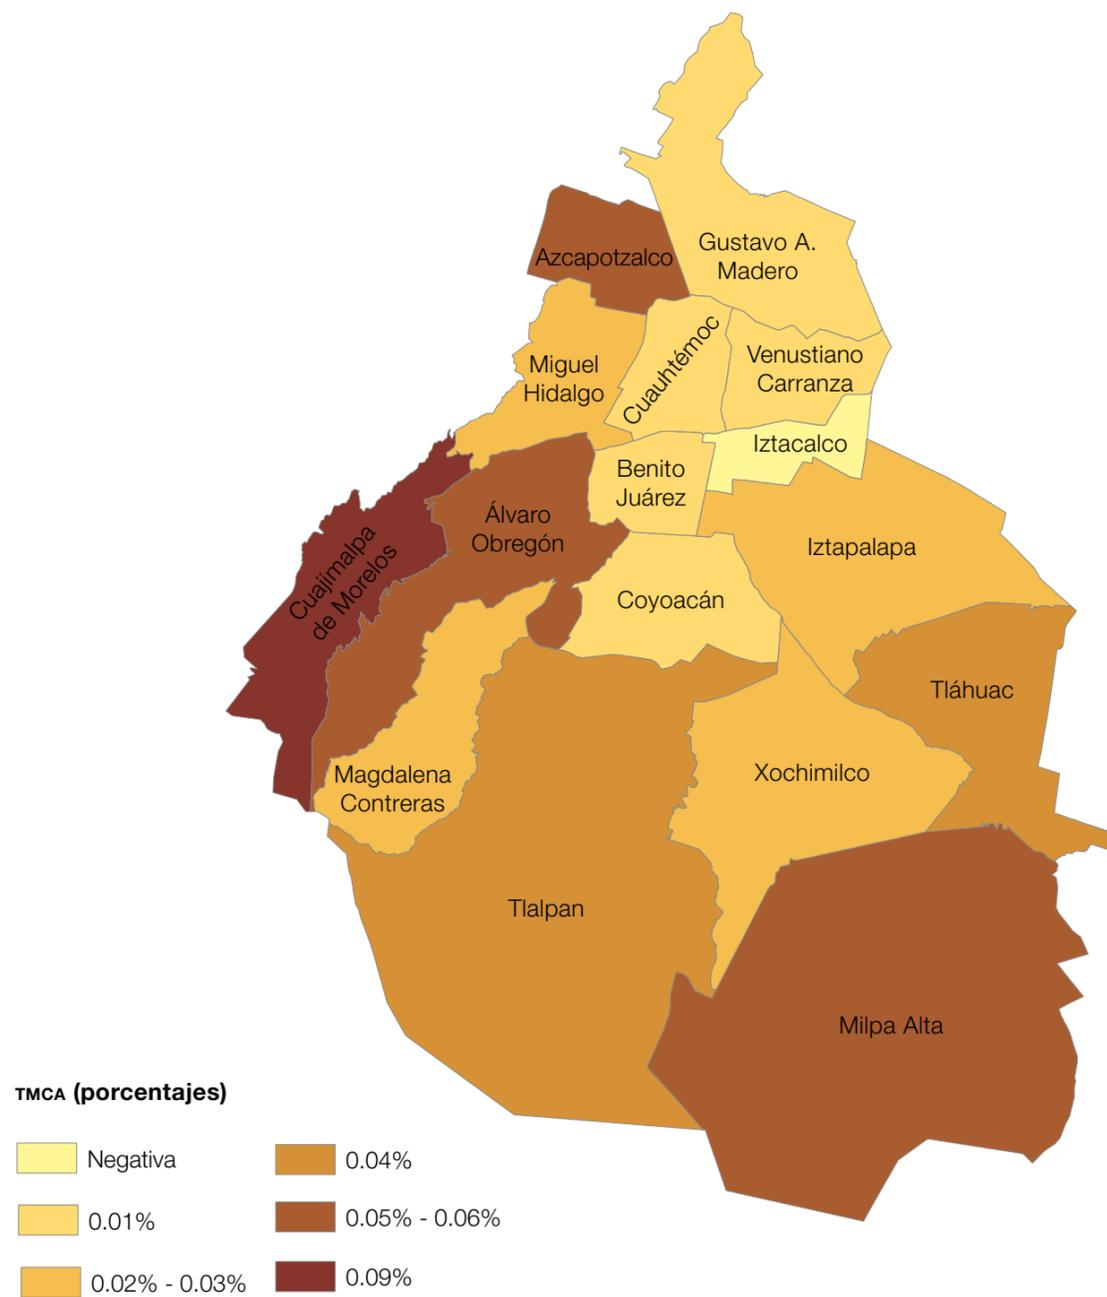 Gustavo A.
Madero
Azcapotzalco
Cuauhtémoc
Venustiano
Carranza
Miguel
Hidalgo
Iztacalco
Benito
Juárez
Álvaro
Obregón
Iztapalapa
Cuajimalpa
de Morelos
Coyoacán
Tláhuac
Magdalena
Contreras
Xochimilco
Tlalpan
Milpa Alta
TMCA (porcentajes)
Negativa
0.01%
0.02% - 0.03%
0.04%
0.05% - 0.06%
0.09%